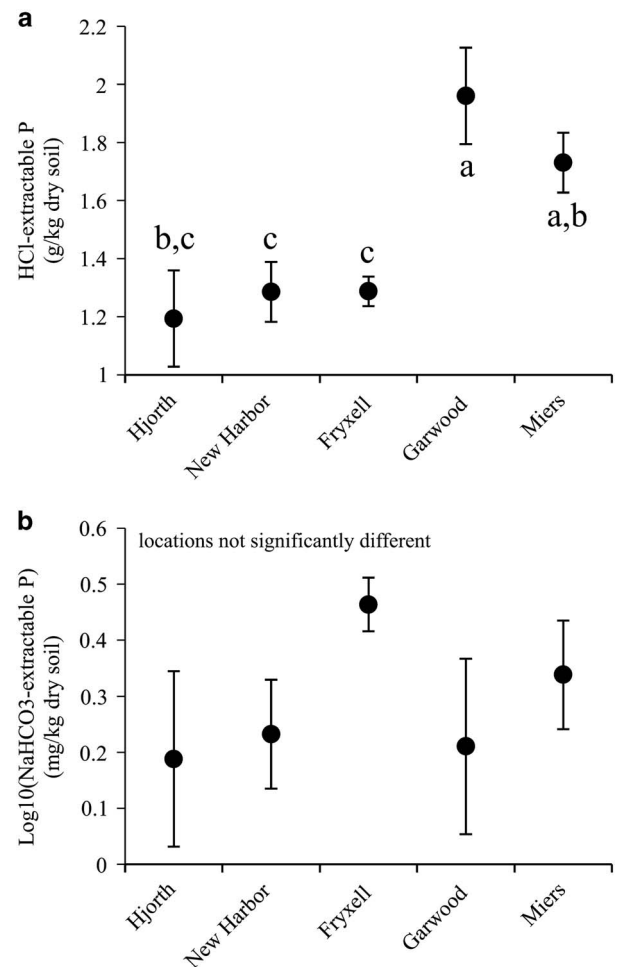 a
HCl-extractable P
(g/kg dry soil)
2.2
2
1.8
1.6
1.4
1.2
1
b,c
c
c
a
a,b
Hjorth
New Harbor
Fryxell
Garwood
Miers
b
Log10(NaHCO3-extractable P)
(mg/kg dry soil)
0.6
0.5
0.4
0.3
0.2
0.1
0
locations not significantly different
Hjorth
New Harbor
Fryxell
Garwood
Miers